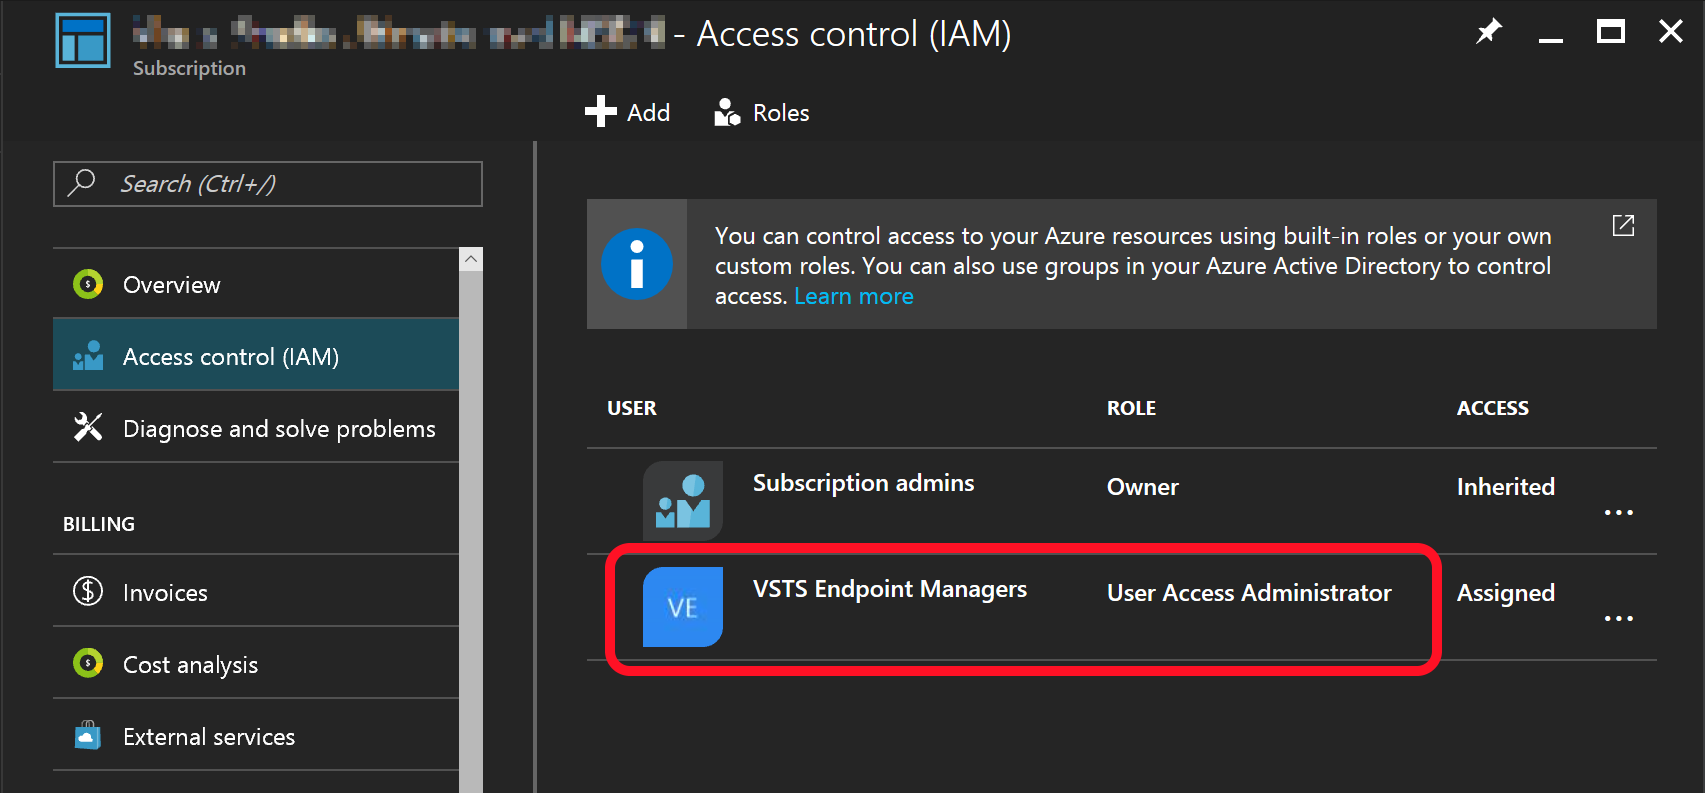 - Access control (IAM)
Subscription
Add
Roles
Search (Ctrl+/)
Overview
Access control (IAM)
Diagnose and solve problems
BILLING
Invoices
Cost analysis
External services
You can control access to your Azure resources using built-in roles or your own
custom roles. You can also use groups in your Azure Active Directory to control
access. Learn more
USER ROLE ACCESS
Subscription admins Owner Inherited ...
VE VSTS Endpoint Managers User Access Administrator Assigned ...